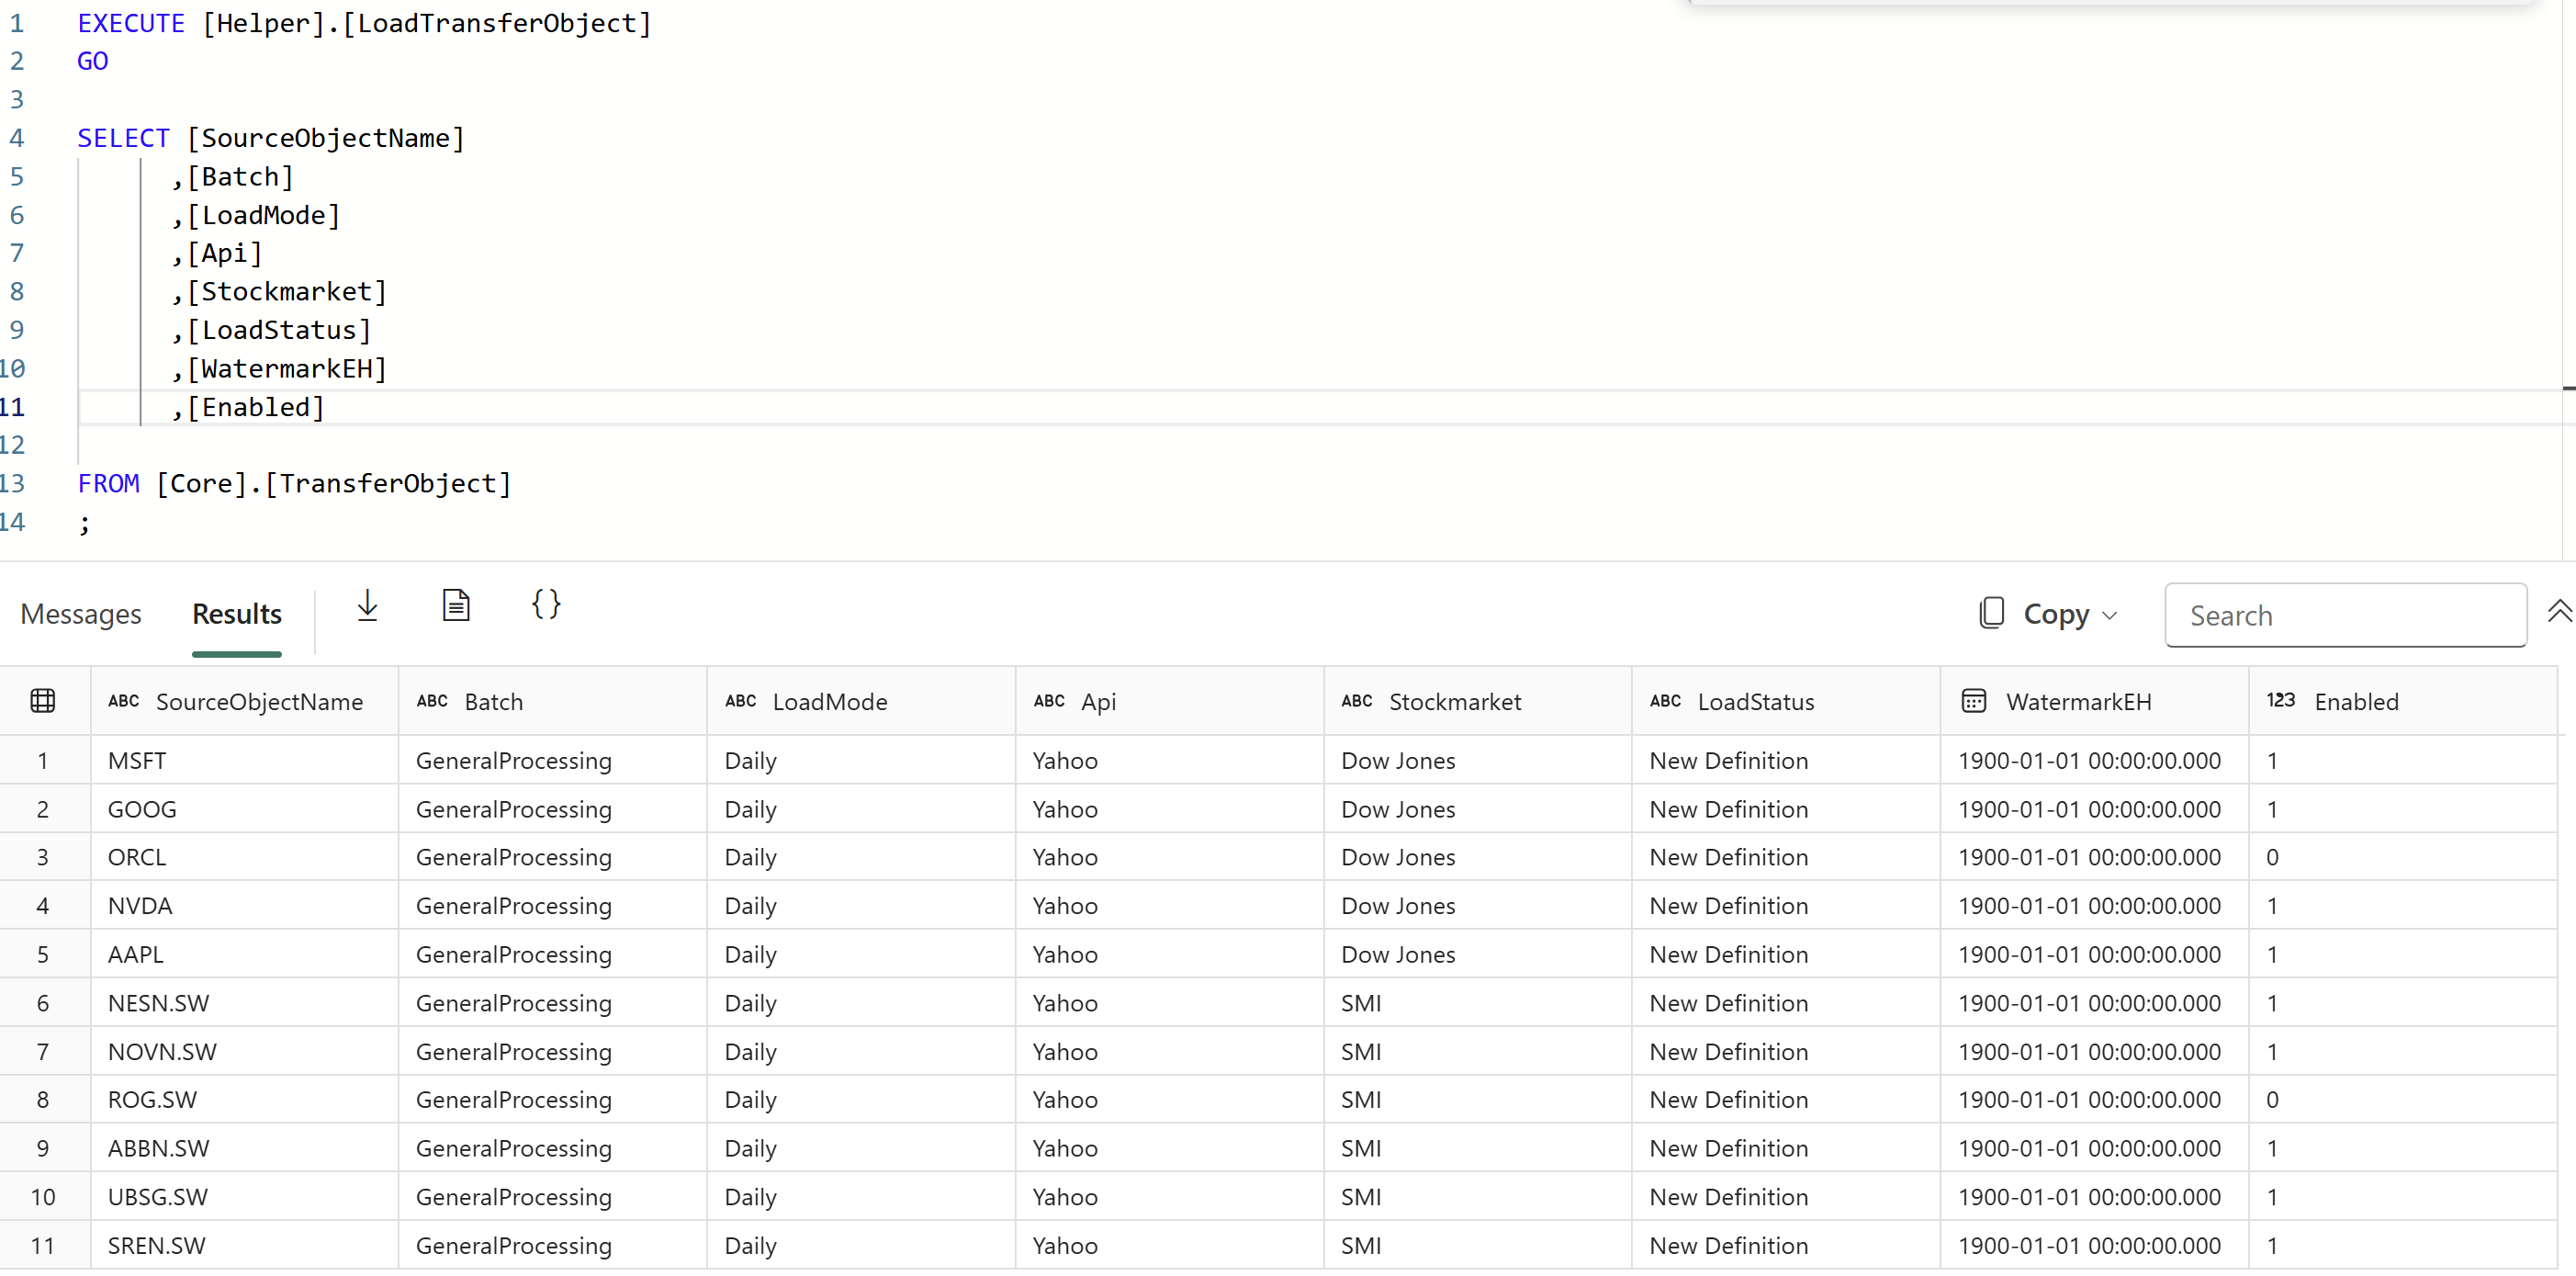 1 EXECUTE [Helper].[LoadTransferObject]
2 GO
3
4 SELECT [SourceObjectName]
5 ,[Batch]
6 ,[LoadMode]
7 ,[Api]
8 ,[Stockmarket]
9 ,[LoadStatus]
10 ,[WatermarkEH]
11 ,[Enabled]
12
13 FROM [Core].[TransferObject]
14 ;
Messages Results {} Copy Search
ABC SourceObjectName ABC Batch ABC LoadMode ABC Api ABC Stockmarket ABC LoadStatus WatermarkEH 123 Enabled
1 MSFT GeneralProcessing Daily Yahoo Dow Jones New Definition 1900-01-01 00:00:00.000 1
2 GOOG GeneralProcessing Daily Yahoo Dow Jones New Definition 1900-01-01 00:00:00.000 1
3 ORCL GeneralProcessing Daily Yahoo Dow Jones New Definition 1900-01-01 00:00:00.000 0
4 NVDA GeneralProcessing Daily Yahoo Dow Jones New Definition 1900-01-01 00:00:00.000 1
5 AAPL GeneralProcessing Daily Yahoo Dow Jones New Definition 1900-01-01 00:00:00.000 1
6 NESN.SW GeneralProcessing Daily Yahoo SMI New Definition 1900-01-01 00:00:00.000 1
7 NOVN.SW GeneralProcessing Daily Yahoo SMI New Definition 1900-01-01 00:00:00.000 1
8 ROG.SW GeneralProcessing Daily Yahoo SMI New Definition 1900-01-01 00:00:00.000 0
9 ABBN.SW GeneralProcessing Daily Yahoo SMI New Definition 1900-01-01 00:00:00.000 1
10 UBSG.SW GeneralProcessing Daily Yahoo SMI New Definition 1900-01-01 00:00:00.000 1
11 SREN.SW GeneralProcessing Daily Yahoo SMI New Definition 1900-01-01 00:00:00.000 1